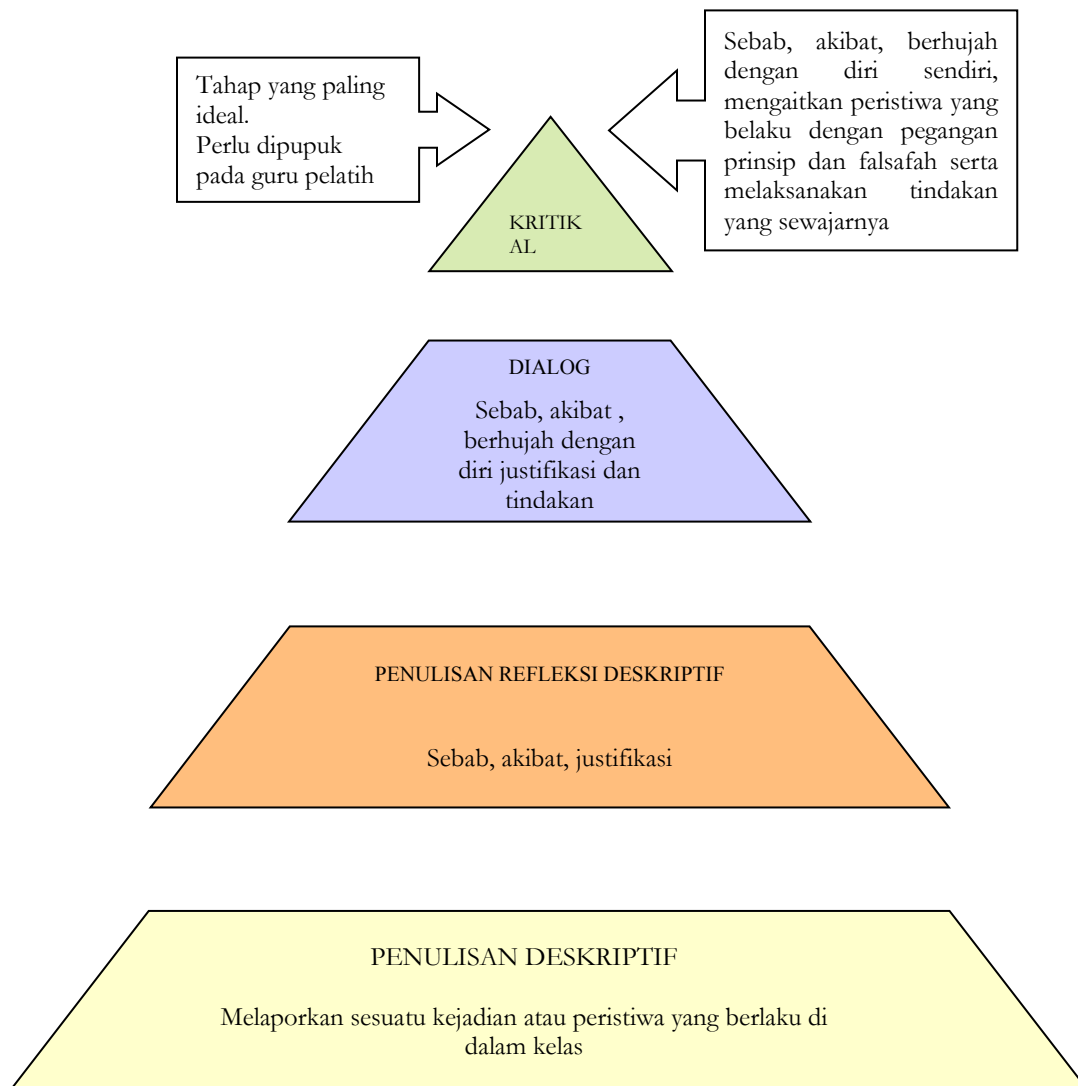 Tahap yang paling
ideal.
Perlu dipupuk
pada guru pelatih
Sebab, akibat, berhujah
dengan diri sendiri,
mengaitkan peristiwa yang
belaku dengan pegangan
prinsip dan falsafah serta
melaksanakan tindakan
yang sewajarnya
KRITIK
AL
DIALOG
Sebab, akibat ,
berhujah dengan
diri justifikasi dan
tindakan
PENULISAN REFLEKSI DESKRIPTIF
Sebab, akibat, justifikasi
PENULISAN DESKRIPTIF
Melaporkan sesuatu kejadian atau peristiwa yang berlaku di
dalam kelas